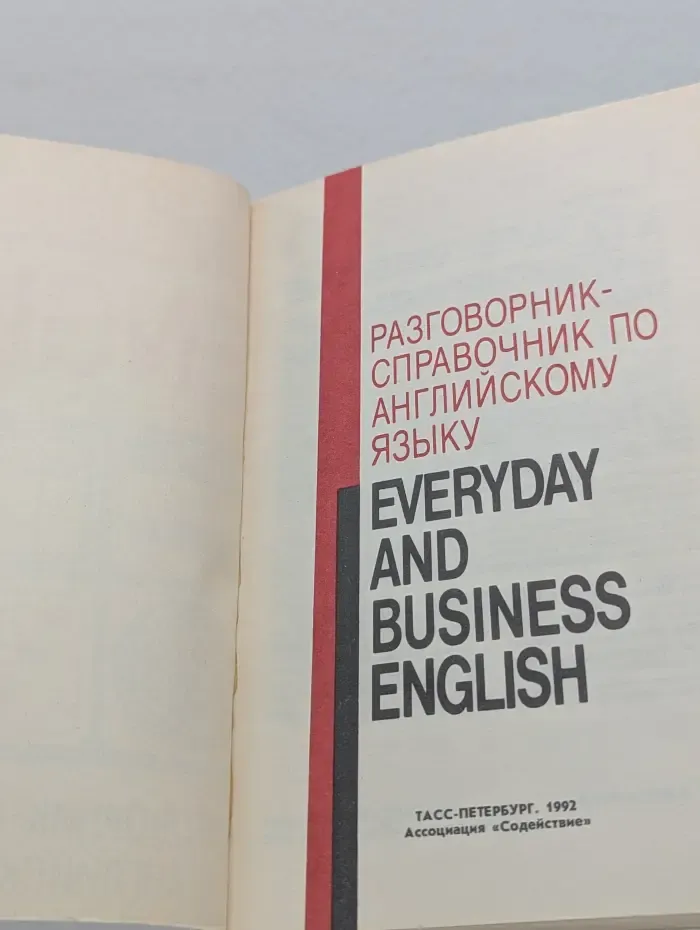 РАЗГОВОРНИК-
СПРАВОЧНИК ПО
АНГЛИЙСКОМУ
ЯЗЫКУ
EVERYDAY
AND
BUSINESS
ENGLISH
ТАСС-ПЕТЕРБУРГ. 1992
Ассоциация «Содействие»